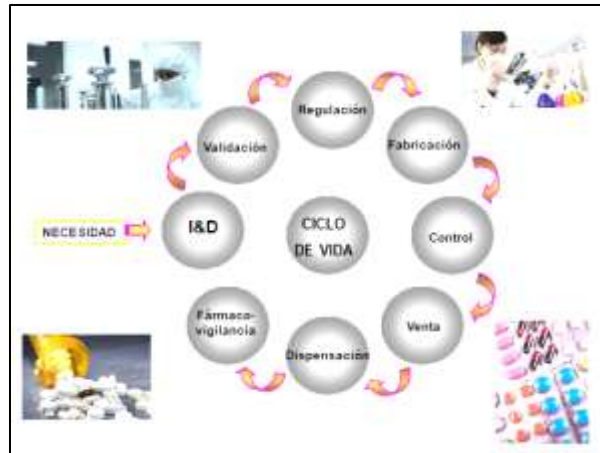 Regulación
Validación
Fabricación
NECESIDAD
I&D
CICLO
DE VIDA
Control
Fármaco-
vigilancia
Venta
Dispensación